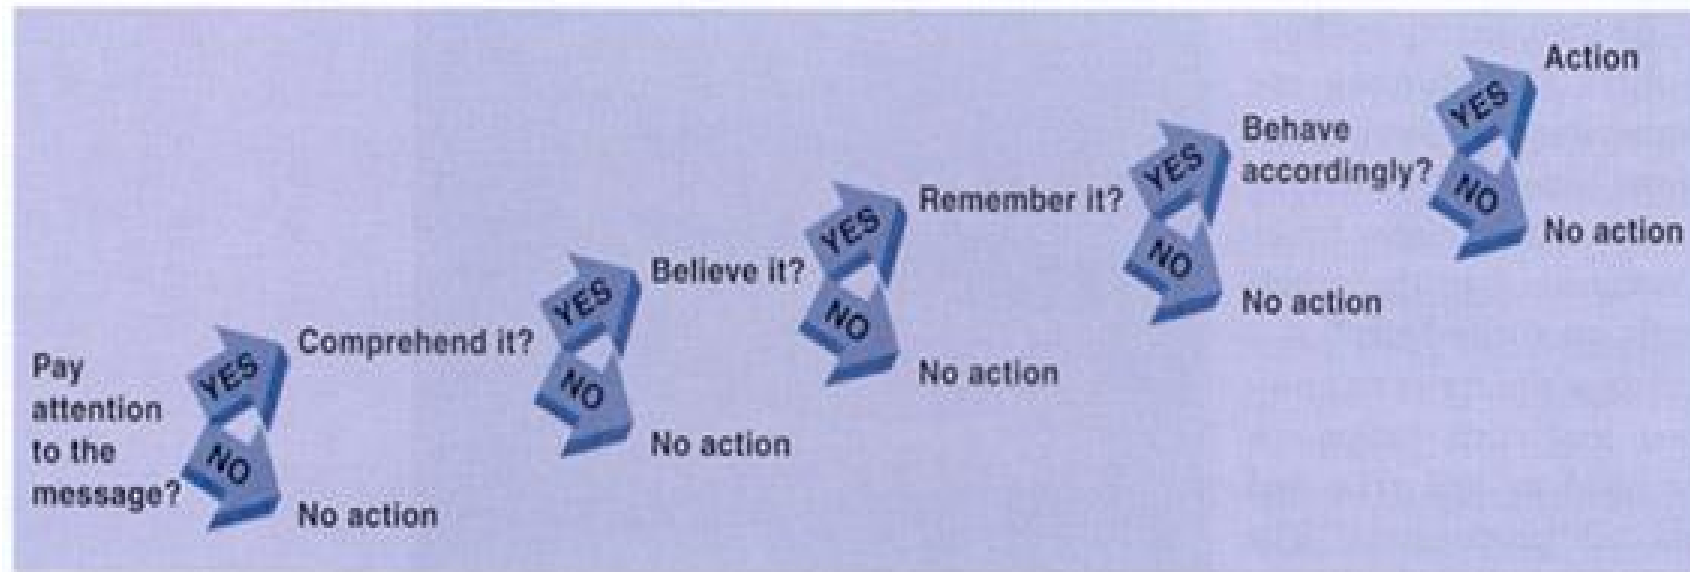 Pay
attention
to the
message?
YES
NO
Comprehend it?
No action
YES
NO
Believe it?
No action
YES
NO
Remember it?
No action
YES
NO
Behave
accordingly?
No action
YES
NO
Action
No action